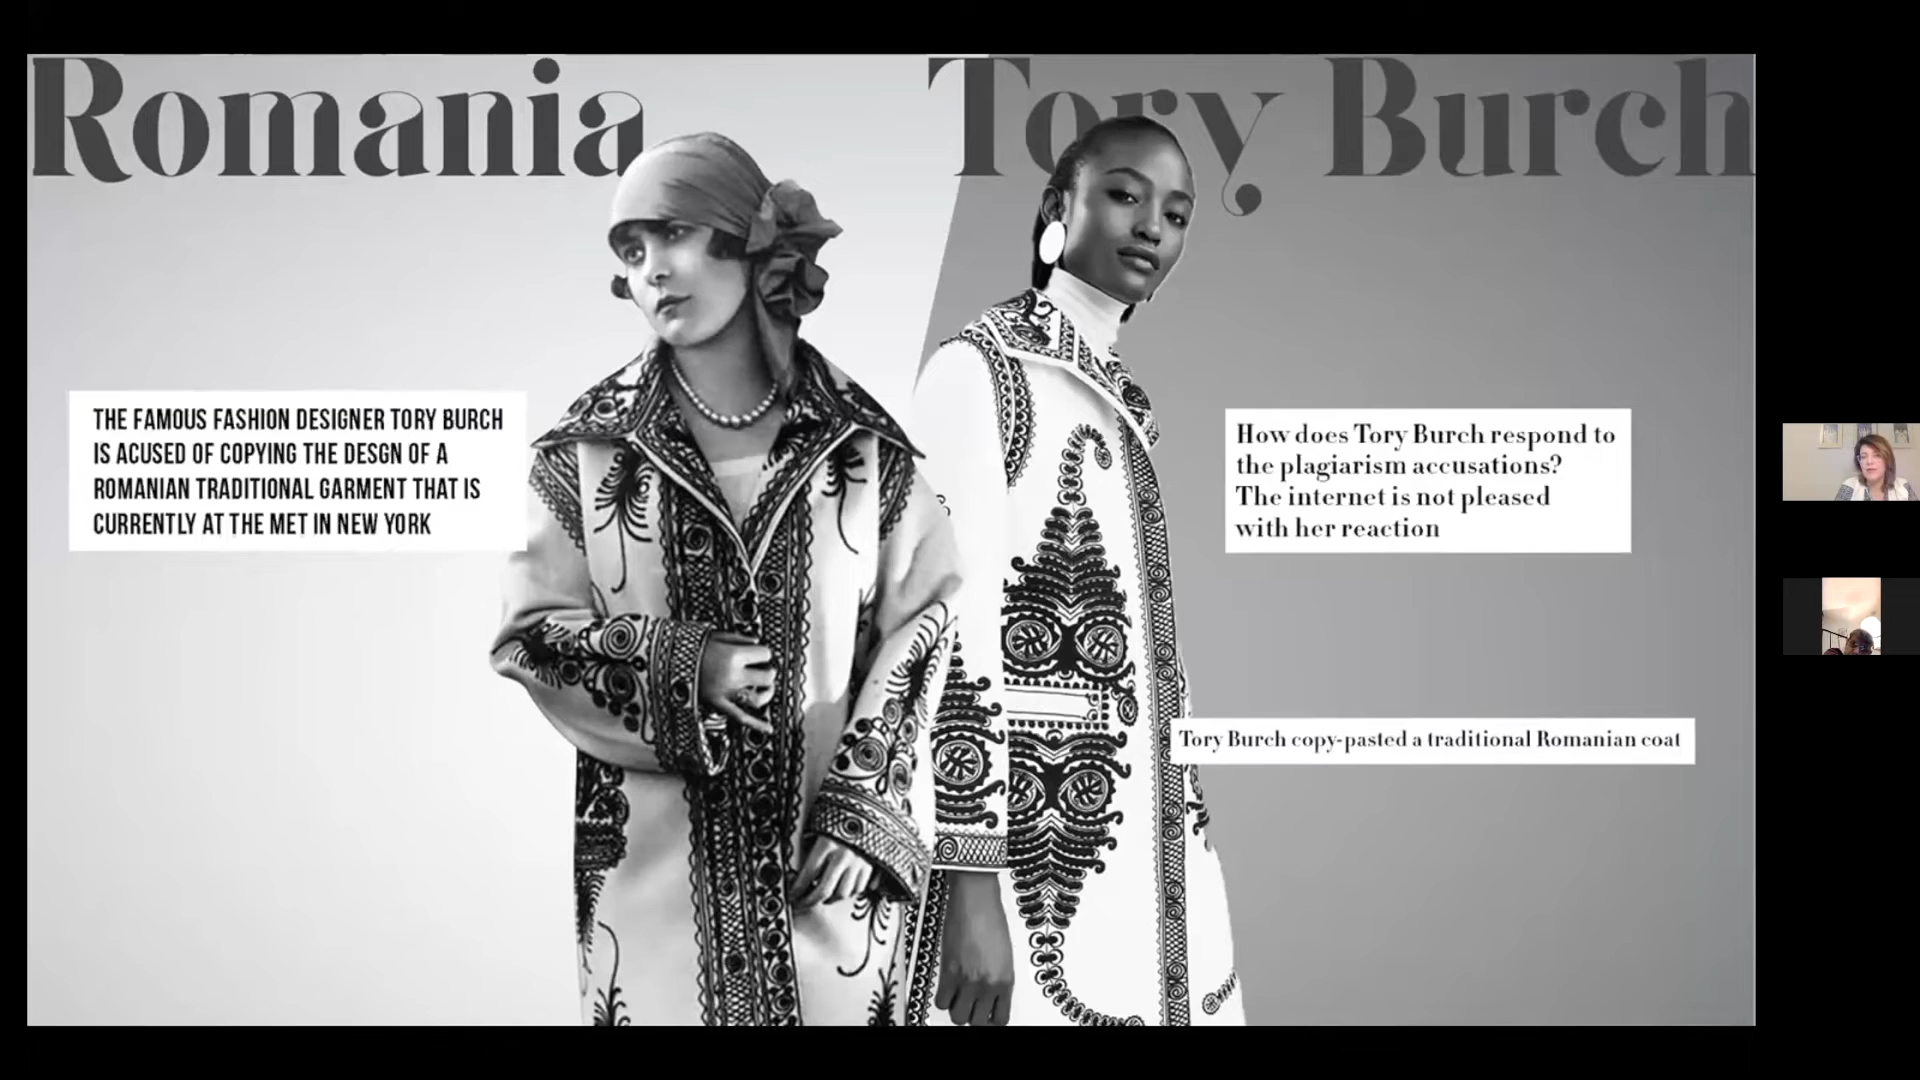 Romania
Tory Burch
THE FAMOUS FASHION DESIGNER TORY BURCH
IS ACUSED OF COPYING THE DESGN OF A
ROMANIAN TRADITIONAL GARMENT THAT IS
CURRENTLY AT THE MET IN NEW YORK
How does Tory Burch respond to
the plagiarism accusations?
The internet is not pleased
with her reaction
Tory Burch copy-pasted a traditional Romanian coat